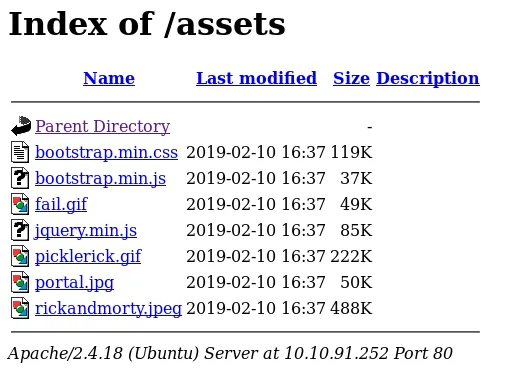 Index of /assets
Name Last modified Size Description
Parent Directory -
bootstrap.min.css 2019-02-10 16:37 119K
bootstrap.min.js 2019-02-10 16:37 37K
fail.gif 2019-02-10 16:37 49K
jquery.min.js 2019-02-10 16:37 85K
picklerick.gif 2019-02-10 16:37 222K
portal.jpg 2019-02-10 16:37 50K
rickandmorty.jpeg 2019-02-10 16:37 488K
Apache/2.4.18 (Ubuntu) Server at 10.10.91.252 Port 80